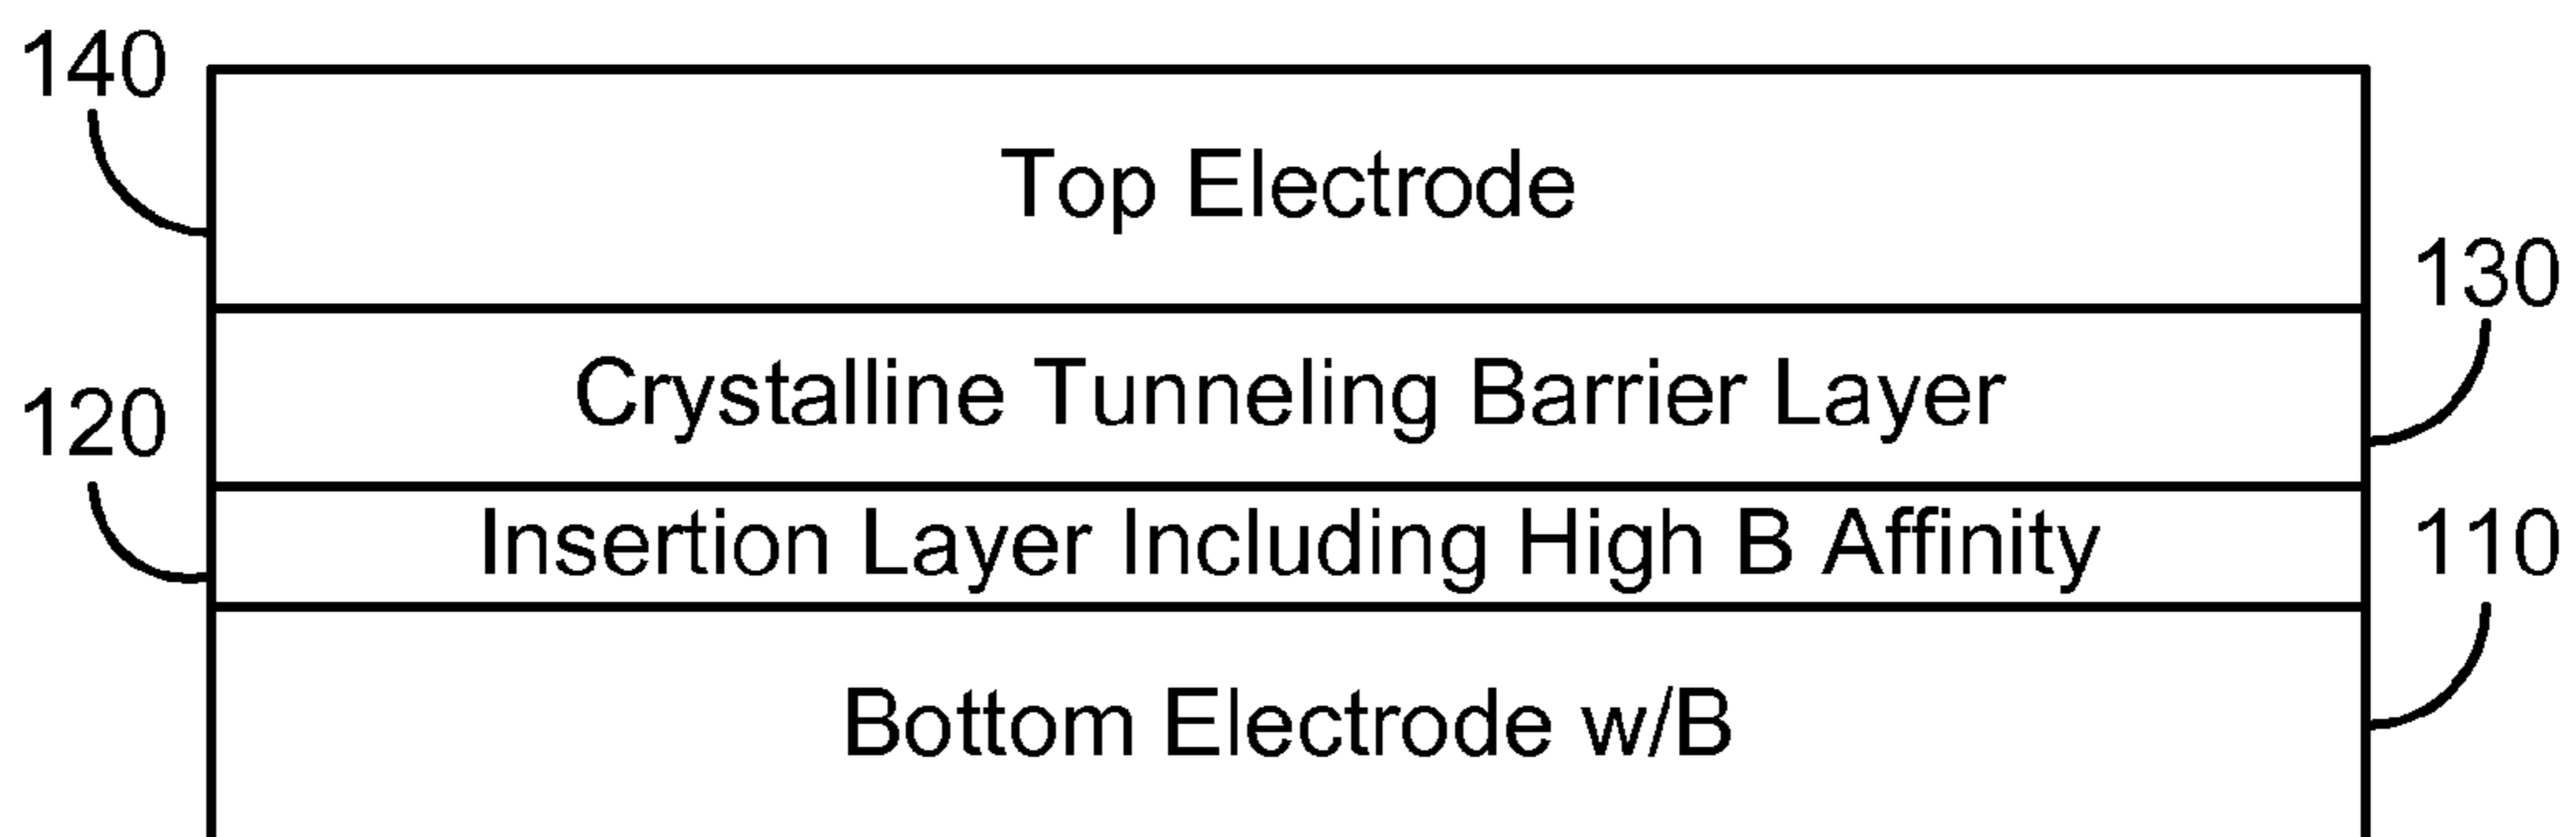 140
Top Electrode
130
Crystalline Tunneling Barrier Layer
120
Insertion Layer Including High B Affinity
110
Bottom Electrode w/B